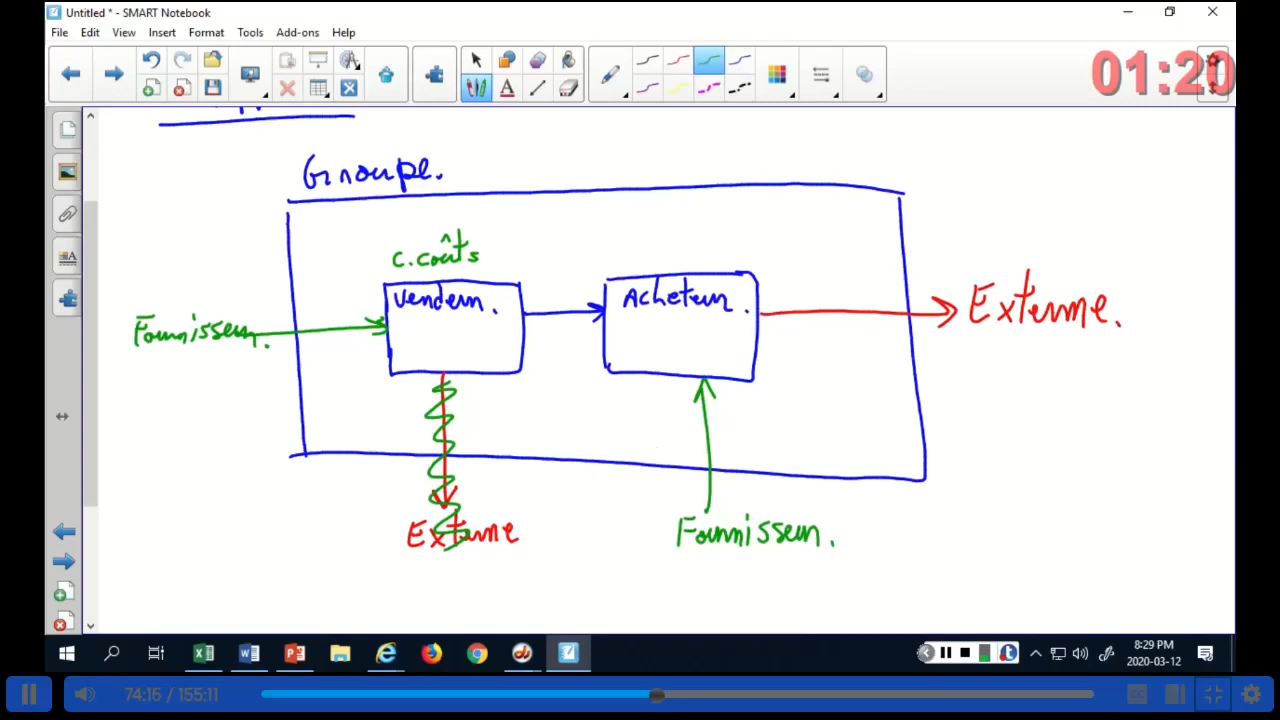 Untitled * - SMART Notebook
File Edit View Insert Format Tools Add-ons Help
01:20
Groupe.
c. coûts
Vendeur.
Acheteur.
Externe.
Fournisseur.
Externe
Fournisseur.
8:29 PM
2020-03-12
74:16 / 155:11